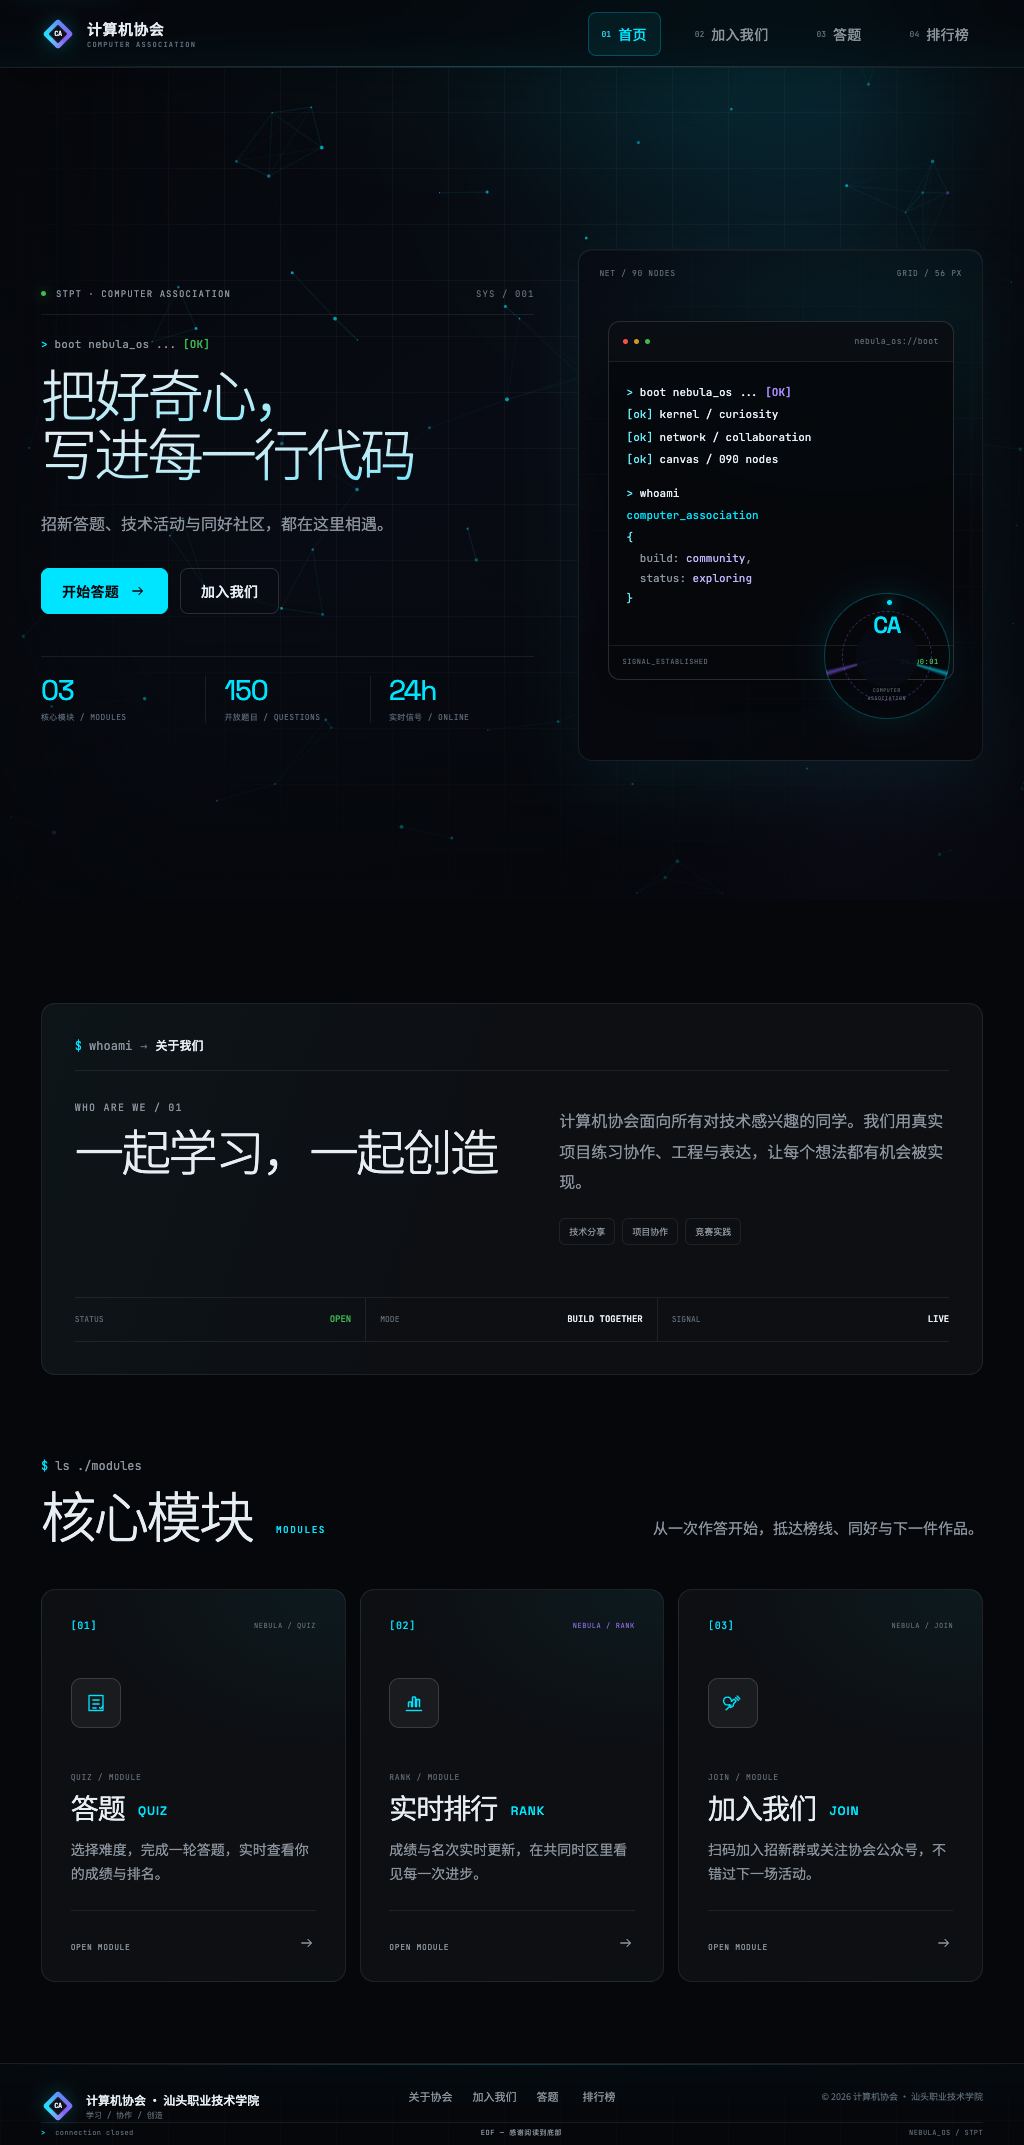 CA
计算机协会
COMPUTER ASSOCIATION
01 首页
02 加入我们
03 答题
04 排行榜
STPT · COMPUTER ASSOCIATION
SYS / 001
> boot nebula_os ... [OK]
把好奇心，
写进每一行代码
招新答题、技术活动与同好社区，都在这里相遇。
开始答题 →
加入我们
03
核心模块 / MODULES
150
开放题目 / QUESTIONS
24h
实时信号 / ONLINE
NET / 90 NODES
GRID / 56 PX
nebula_os://boot
> boot nebula_os ... [OK]
[ok] kernel / curiosity
[ok] network / collaboration
[ok] canvas / 090 nodes
> whoami
computer_association
{
build: community,
status: exploring
}
SIGNAL_ESTABLISHED
CA
COMPUTER
ASSOCIATION
$ whoami → 关于我们
WHO ARE WE / 01
一起学习，一起创造
计算机协会面向所有对技术感兴趣的同学。我们用真实
项目练习协作、工程与表达，让每个想法都有机会被实
现。
技术分享
项目协作
竞赛实践
STATUS
OPEN
MODE
BUILD TOGETHER
SIGNAL
LIVE
$ ls ./modules
核心模块 MODULES
从一次作答开始，抵达榜线、同好与下一件作品。
[01]
NEBULA / QUIZ
QUIZ / MODULE
答题 QUIZ
选择难度，完成一轮答题，实时查看你
的成绩与排名。
OPEN MODULE →
[02]
NEBULA / RANK
RANK / MODULE
实时排行 RANK
成绩与名次实时更新，在共同时区里看
见每一次进步。
OPEN MODULE →
[03]
NEBULA / JOIN
JOIN / MODULE
加入我们 JOIN
扫码加入招新群或关注协会公众号，不
错过下一场活动。
OPEN MODULE →
CA
计算机协会 · 汕头职业技术学院
学习 / 协作 / 创造
关于协会
加入我们
答题
排行榜
© 2026 计算机协会 · 汕头职业技术学院
> connection closed
EOF — 感谢阅读到底部
NEBULA_OS / STPT